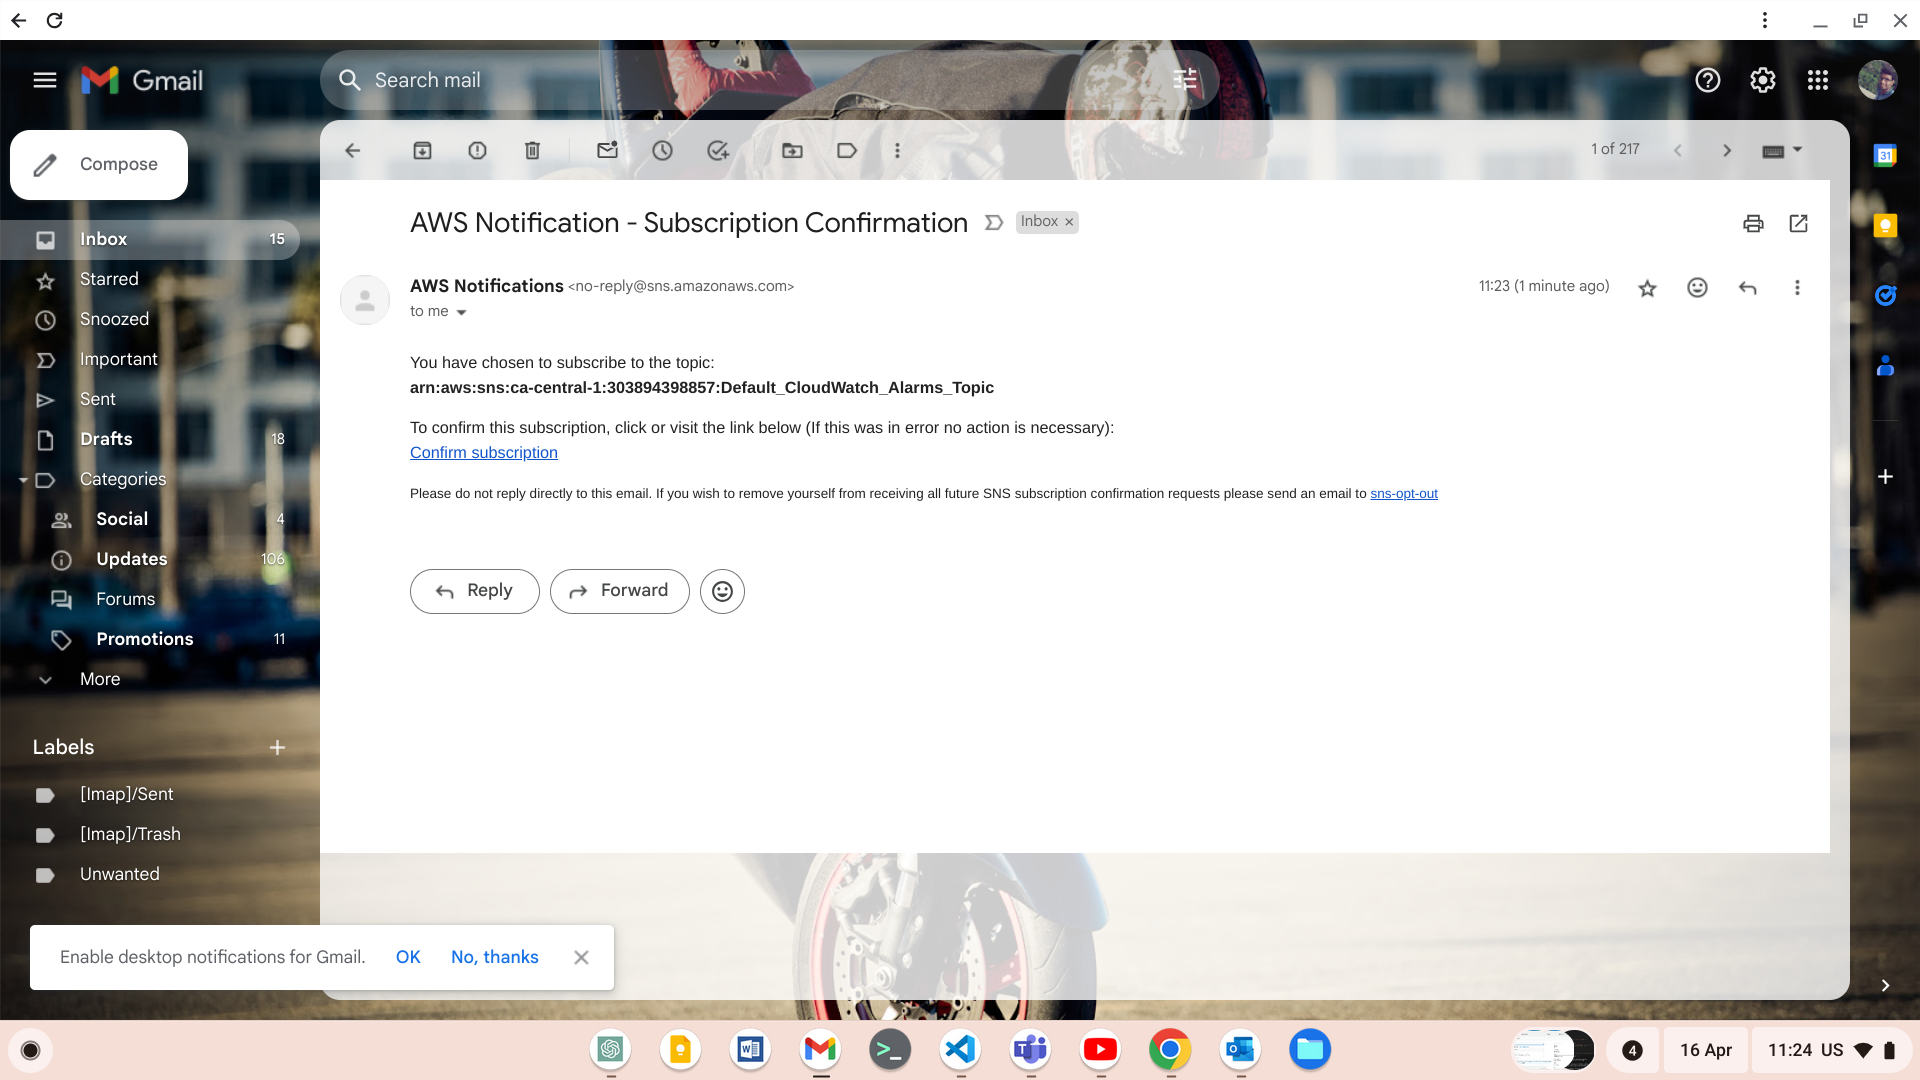 Gmail
Search mail
Compose
1 of 217
31
Inbox 15
Starred
Snoozed
Important
Sent
Drafts 18
Categories
Social 4
Updates 106
Forums
Promotions 11
More
Labels
[Imap]/Sent
[Imap]/Trash
Unwanted
AWS Notification - Subscription Confirmation Inbox
AWS Notifications <no-reply@sns.amazonaws.com> 11:23 (1 minute ago)
to me
You have chosen to subscribe to the topic:
arn:aws:sns:ca-central-1:303894398857:Default_CloudWatch_Alarms_Topic
To confirm this subscription, click or visit the link below (If this was in error no action is necessary):
Confirm subscription
Please do not reply directly to this email. If you wish to remove yourself from receiving all future SNS subscription confirmation requests please send an email to sns-opt-out
Reply Forward
Enable desktop notifications for Gmail. OK No, thanks
4 16 Apr 11:24 US